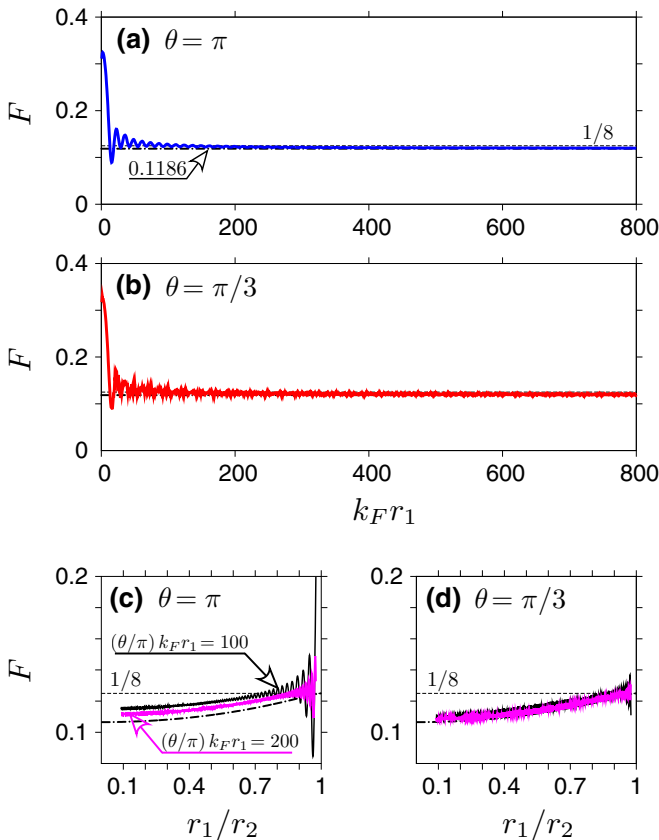 (a) θ = π
0.4
0.2
0
F
1/8
0.1186
0 200 400 600 800
(b) θ = π/3
0.4
0.2
0
F
0 200 400 600 800
k_F r_1
(c) θ = π
0.2
0.1
F
(θ/π) k_F r_1 = 100
1/8
(θ/π) k_F r_1 = 200
0.1 0.4 0.7 1
r_1/r_2
(d) θ = π/3
0.2
0.1
1/8
0.1 0.4 0.7 1
r_1/r_2